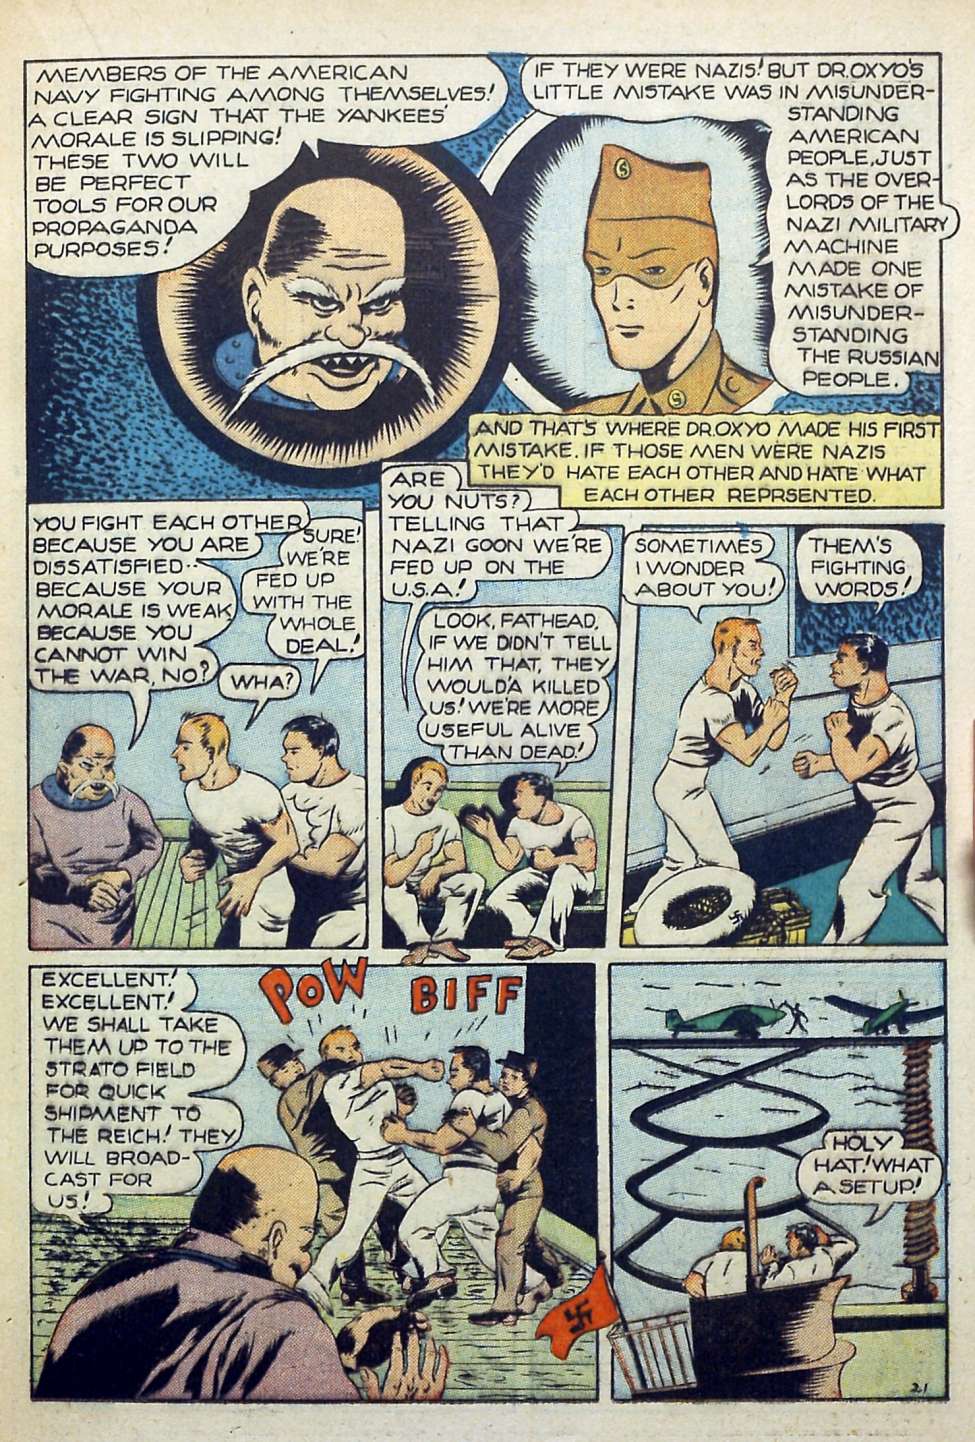 MEMBERS OF THE AMERICAN
NAVY FIGHTING AMONG THEMSELVES!
A CLEAR SIGN THAT THE YANKEES'
MORALE IS SLIPPING!
THESE TWO WILL
BE PERFECT
TOOLS FOR OUR
PROPAGANDA
PURPOSES!
IF THEY WERE NAZIS! BUT DR.OXYO'S
LITTLE MISTAKE WAS IN MISUNDER-
STANDING
AMERICAN
PEOPLE, JUST
AS THE OVER-
LORDS OF THE
NAZI MILITARY
MACHINE
MADE ONE
MISTAKE OF
MISUNDER-
STANDING
THE RUSSIAN
PEOPLE.
AND THAT'S WHERE DR.OXYO MADE HIS FIRST
MISTAKE. IF THOSE MEN WERE NAZIS
THEY'D HATE EACH OTHER AND HATE WHAT
EACH OTHER REPRSENTED.
YOU FIGHT EACH OTHER
BECAUSE YOU ARE
DISSATISFIED--
BECAUSE YOUR
MORALE IS WEAK,
BECAUSE YOU
CANNOT WIN
THE WAR, NO?
WHA?
SURE!
WE'RE
FED UP
WITH THE
WHOLE
DEAL!
ARE
YOU NUTS?
TELLING THAT
NAZI GOON WE'RE
FED UP ON THE
U.S.A!
LOOK, FATHEAD,
IF WE DIDN'T TELL
HIM THAT, THEY
WOULD'A KILLED
US! WE'RE MORE
USEFUL ALIVE
THAN DEAD!
SOMETIMES
I WONDER
ABOUT YOU!
THEM'S
FIGHTING
WORDS!
EXCELLENT!
EXCELLENT!
WE SHALL TAKE
THEM UP TO THE
STRATO FIELD
FOR QUICK
SHIPMENT TO
THE REICH! THEY
WILL BROAD-
CAST FOR
US!
POW
BIFF
HOLY
HAT! WHAT
A SETUP!
21